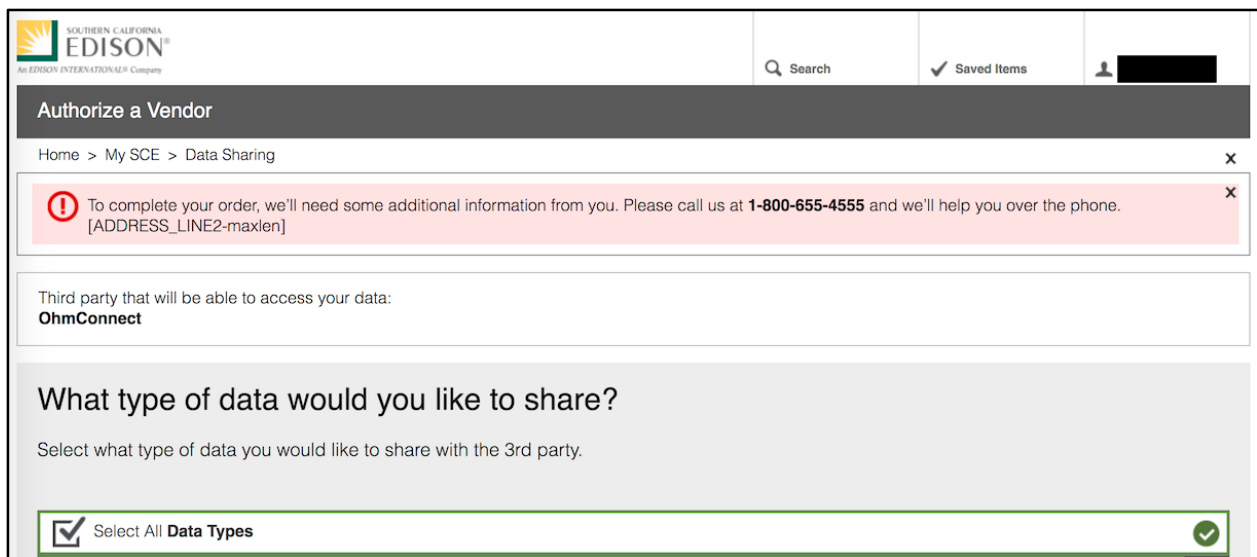 SOUTHERN CALIFORNIA
EDISON®
An EDISON INTERNATIONAL® Company
Search
Saved Items
Authorize a Vendor
Home > My SCE > Data Sharing
x
To complete your order, we'll need some additional information from you. Please call us at 1-800-655-4555 and we'll help you over the phone.
x
[ADDRESS_LINE2-maxlen]
Third party that will be able to access your data:
OhmConnect
What type of data would you like to share?
Select what type of data you would like to share with the 3rd party.
Select All Data Types